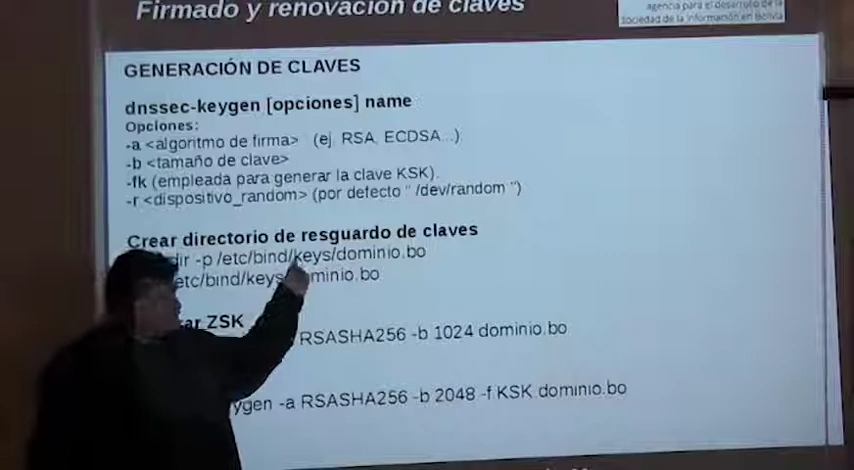 Firmado y renovación de claves
agencia para el desarrollo de la
sociedad de la información en Bolivia
GENERACIÓN DE CLAVES
dnssec-keygen [opciones] name
Opciones:
-a <algoritmo de firma> (ej. RSA, ECDSA...)
-b <tamaño de clave>
-fk (empleada para generar la clave KSK).
-r <dispositivo_random> (por defecto " /dev/random ")
Crear directorio de resguardo de claves
dir -p /etc/bind/keys/dominio.bo
etc/bind/keys minio.bo
ar ZSK
RSASHA256 -b 1024 dominio.bo
ygen -a RSASHA256 -b 2048 -f KSK dominio.bo